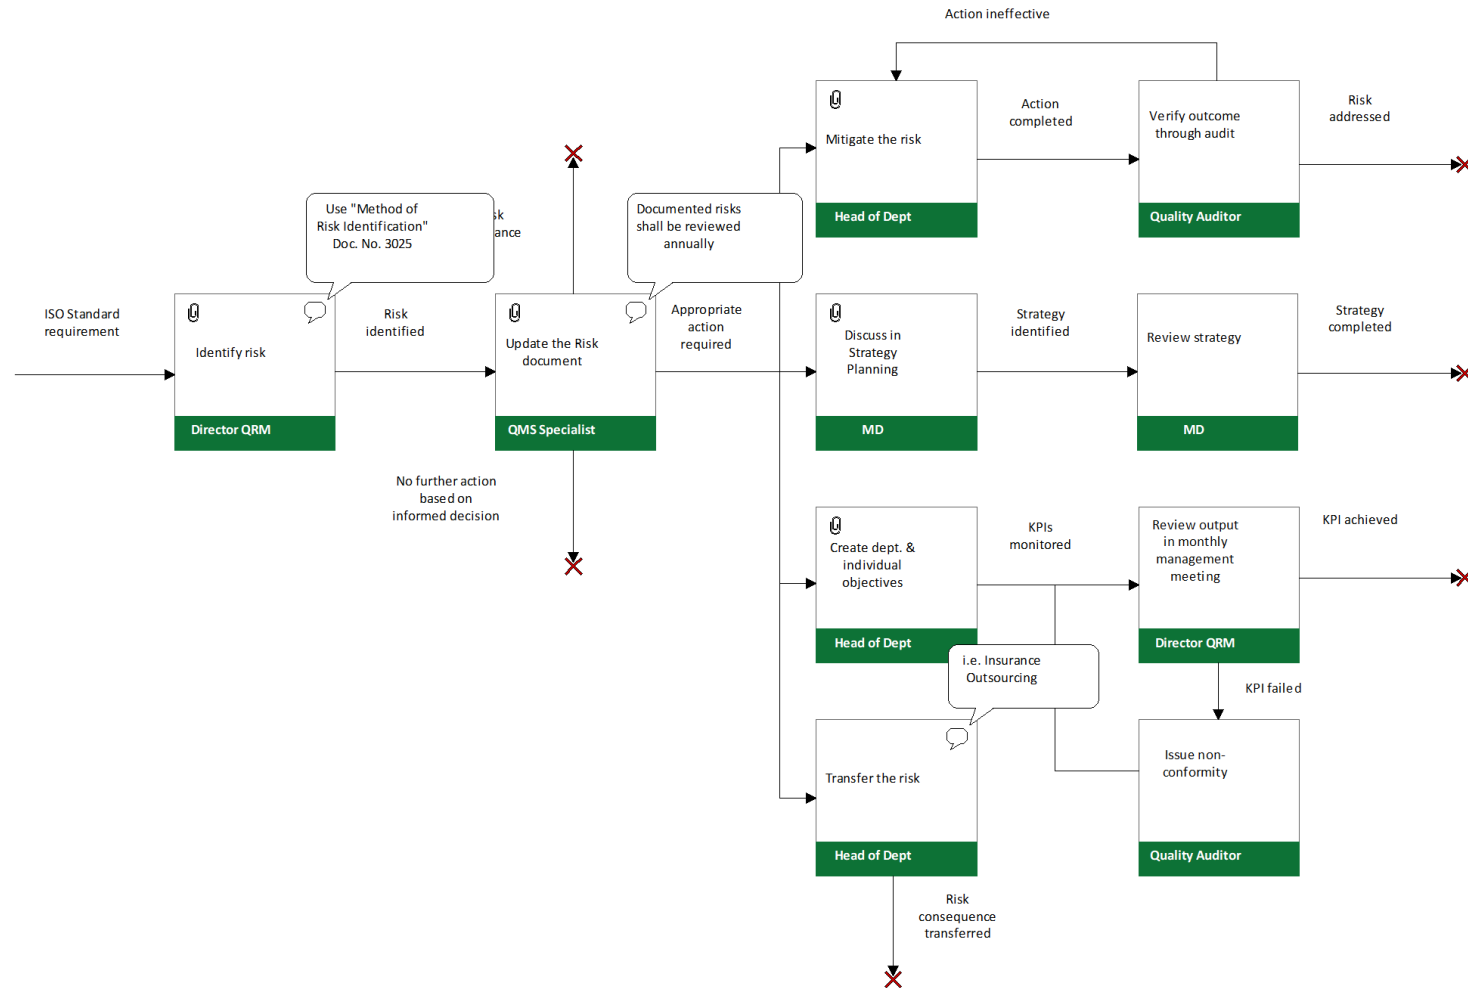 Action ineffective
Mitigate the risk
Head of Dept
Action
completed
Verify outcome
through audit
Quality Auditor
Risk
addressed
Use "Method of
Risk Identification"
Doc. No. 3025
Documented risks
shall be reviewed
annually
ISO Standard
requirement
Identify risk
Director QRM
Risk
identified
Update the Risk
document
QMS Specialist
Appropriate
action
required
Discuss in
Strategy
Planning
MD
Strategy
identified
Review strategy
MD
Strategy
completed
No further action
based on
informed decision
Create dept. &
individual
objectives
Head of Dept
KPIs
monitored
Review output
in monthly
management
meeting
Director QRM
KPI achieved
KPI failed
i.e. Insurance
Outsourcing
Transfer the risk
Head of Dept
Issue non-
conformity
Quality Auditor
Risk
consequence
transferred